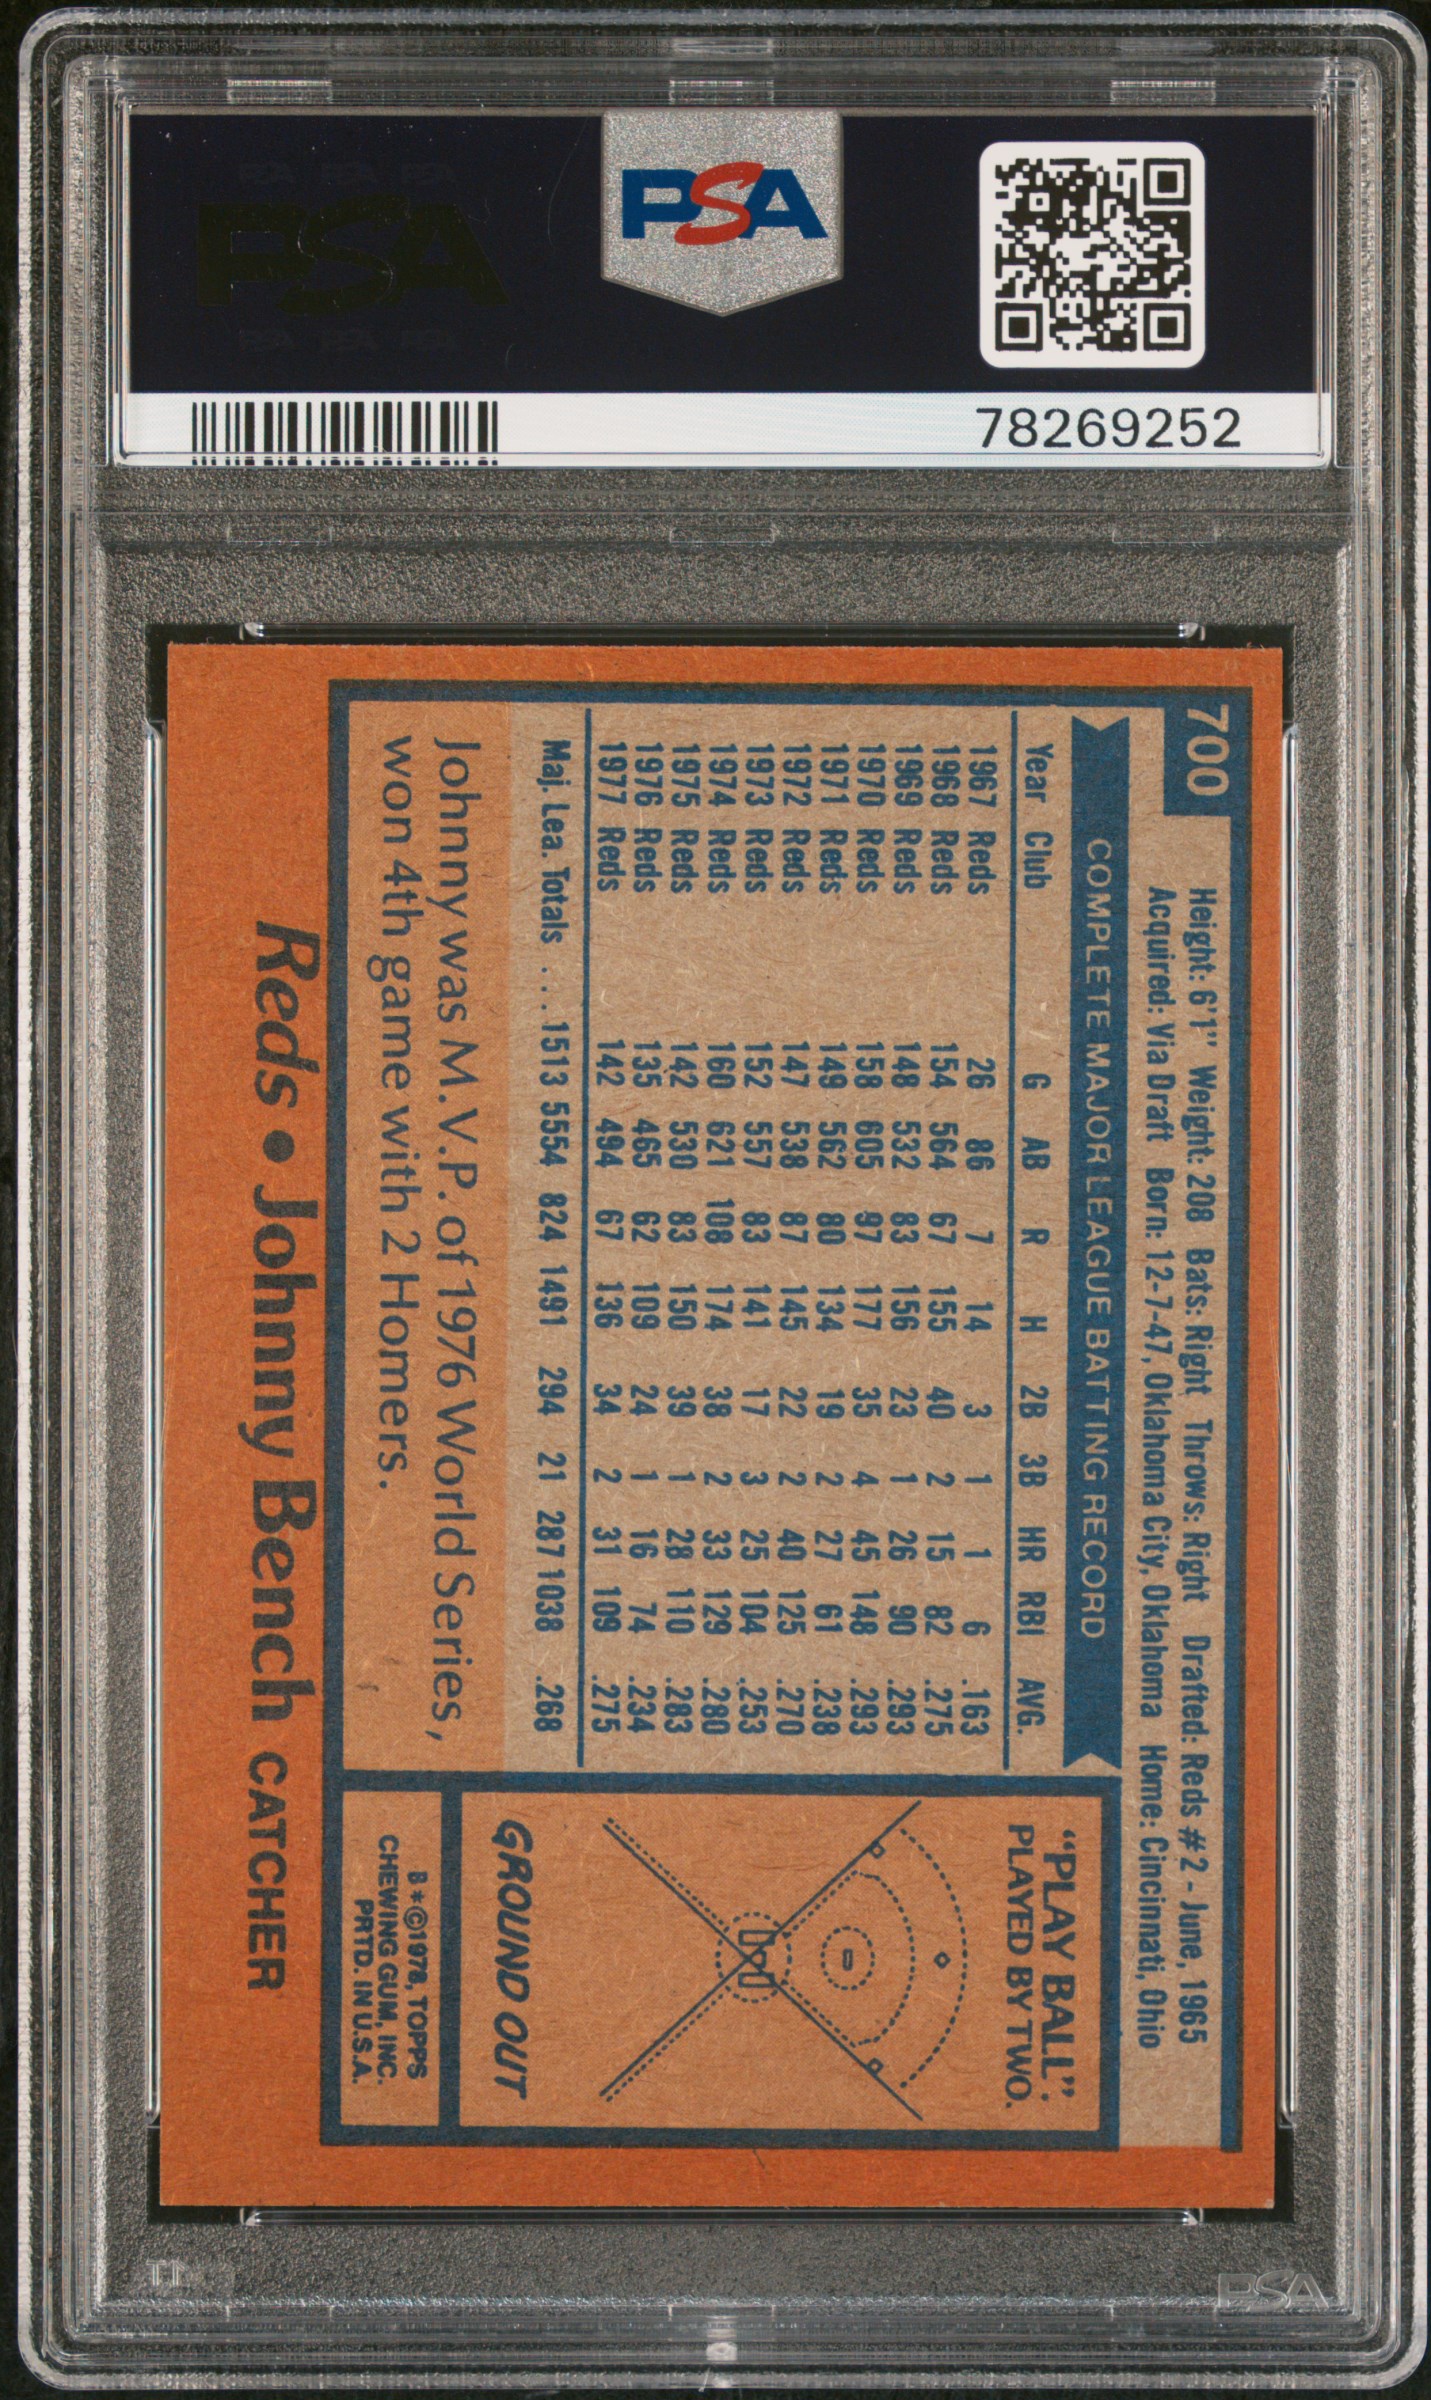 PSA
78269252
700
Height: 6'1" Weight: 208 Bats: Right Throws: Right Drafted: Reds #2 - June, 1965
Acquired: Via Draft Born: 12-7-47, Oklahoma City, Oklahoma Home: Cincinnati, Ohio
COMPLETE MAJOR LEAGUE BATTING RECORD
Year Club G AB R H 2B 3B HR RBI AVG.
1967 Reds 26 86 7 14 3 1 1 6 .163
1968 Reds 154 564 67 155 40 2 15 82 .275
1969 Reds 148 532 83 156 23 1 26 90 .293
1970 Reds 158 605 97 177 35 4 45 148 .293
1971 Reds 149 562 80 134 19 2 27 61 .238
1972 Reds 147 538 87 145 22 2 40 125 .270
1973 Reds 152 557 83 141 17 3 25 104 .253
1974 Reds 160 621 108 174 38 2 33 129 .280
1975 Reds 142 530 83 150 39 1 28 110 .283
1976 Reds 135 465 62 109 24 1 16 74 .234
1977 Reds 142 494 67 136 34 2 31 109 .275
Maj. Lea. Totals ... 1513 5554 824 1491 294 21 287 1038 .268
Johnny was M.V.P. of 1976 World Series,
won 4th game with 2 Homers.
"PLAY BALL":
PLAYED BY TWO.
GROUND OUT
B*©1978, TOPPS
CHEWING GUM, INC.
PRTD. IN U.S.A.
Reds • Johnny Bench CATCHER
PSA